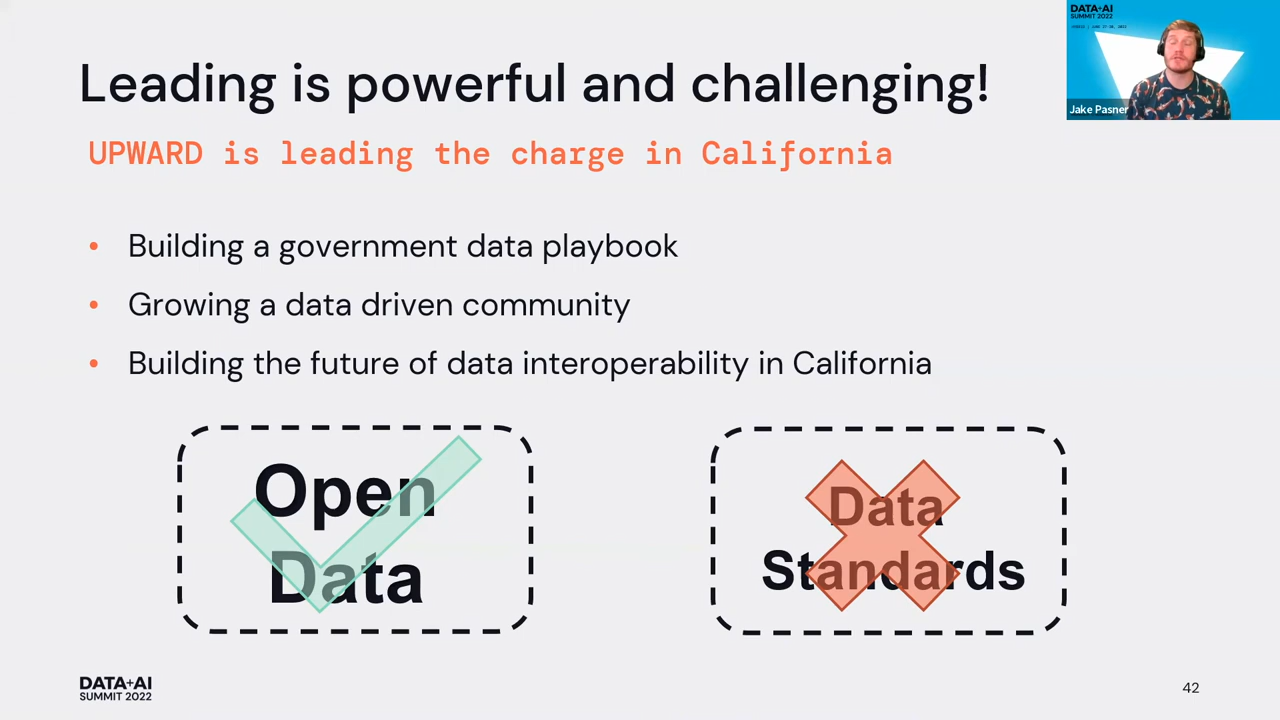 Leading is powerful and challenging!
UPWARD is leading the charge in California
• Building a government data playbook
• Growing a data driven community
• Building the future of data interoperability in California
Open
Data
Data
Standards
DATA+AI
SUMMIT 2022
42
DATA+AI
SUMMIT 2022
Jake Pasner